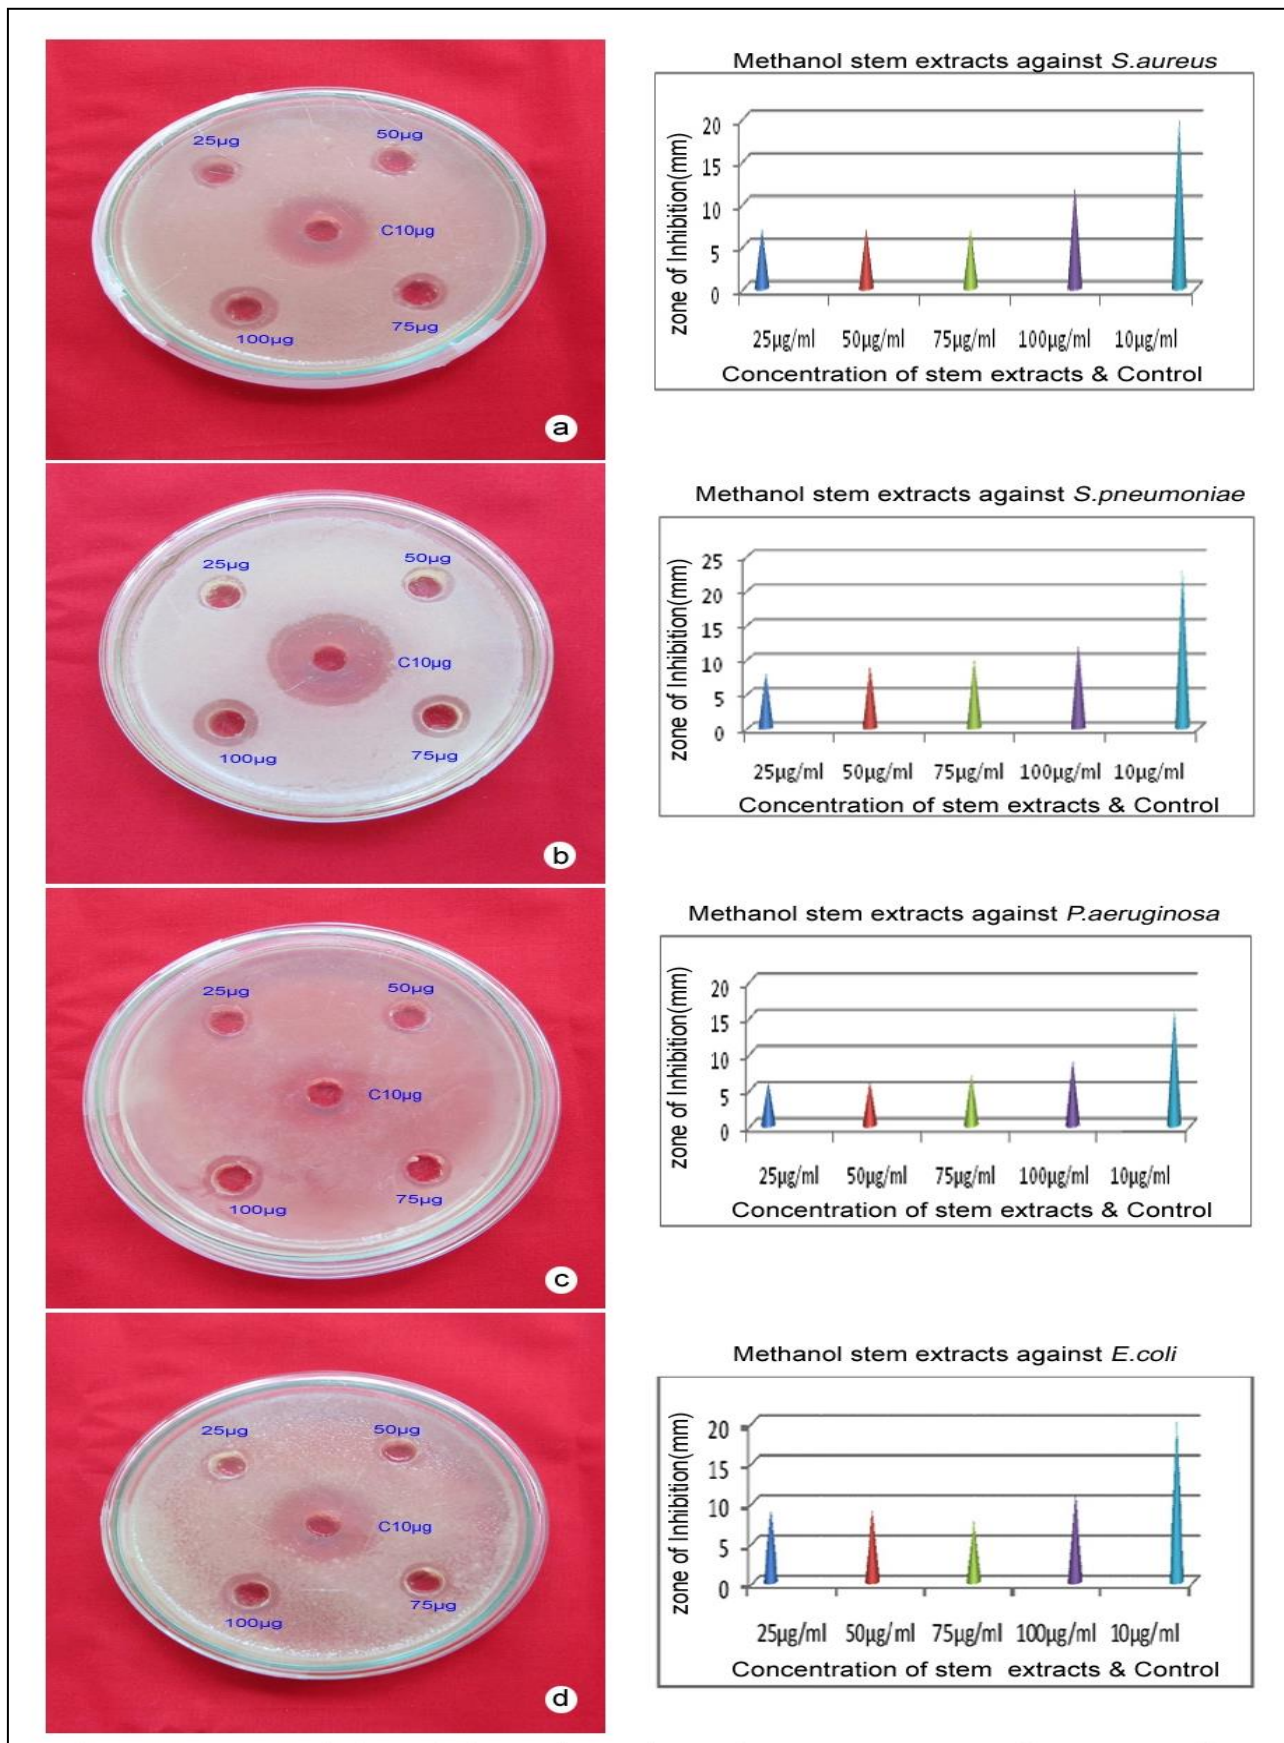 25µg
50µg
C10µg
100µg
75µg
a
Methanol stem extracts against S.aureus
zone of Inhibition(mm)
20
15
10
5
0
25µg/ml 50µg/ml 75µg/ml 100µg/ml 10µg/ml
Concentration of stem extracts & Control
25µg
50µg
C10µg
100µg
75µg
b
Methanol stem extracts against S.pneumoniae
zone of Inhibition(mm)
25
20
15
10
5
0
25µg/ml 50µg/ml 75µg/ml 100µg/ml 10µg/ml
Concentration of stem extracts & Control
25µg
50µg
C10µg
100µg
75µg
c
Methanol stem extracts against P.aeruginosa
zone of Inhibition(mm)
20
15
10
5
0
25µg/ml 50µg/ml 75µg/ml 100µg/ml 10µg/ml
Concentration of stem extracts & Control
25µg
50µg
C10µg
100µg
75µg
d
Methanol stem extracts against E.coli
zone of Inhibition(mm)
20
15
10
5
0
25µg/ml 50µg/ml 75µg/ml 100µg/ml 10µg/ml
Concentration of stem extracts & Control